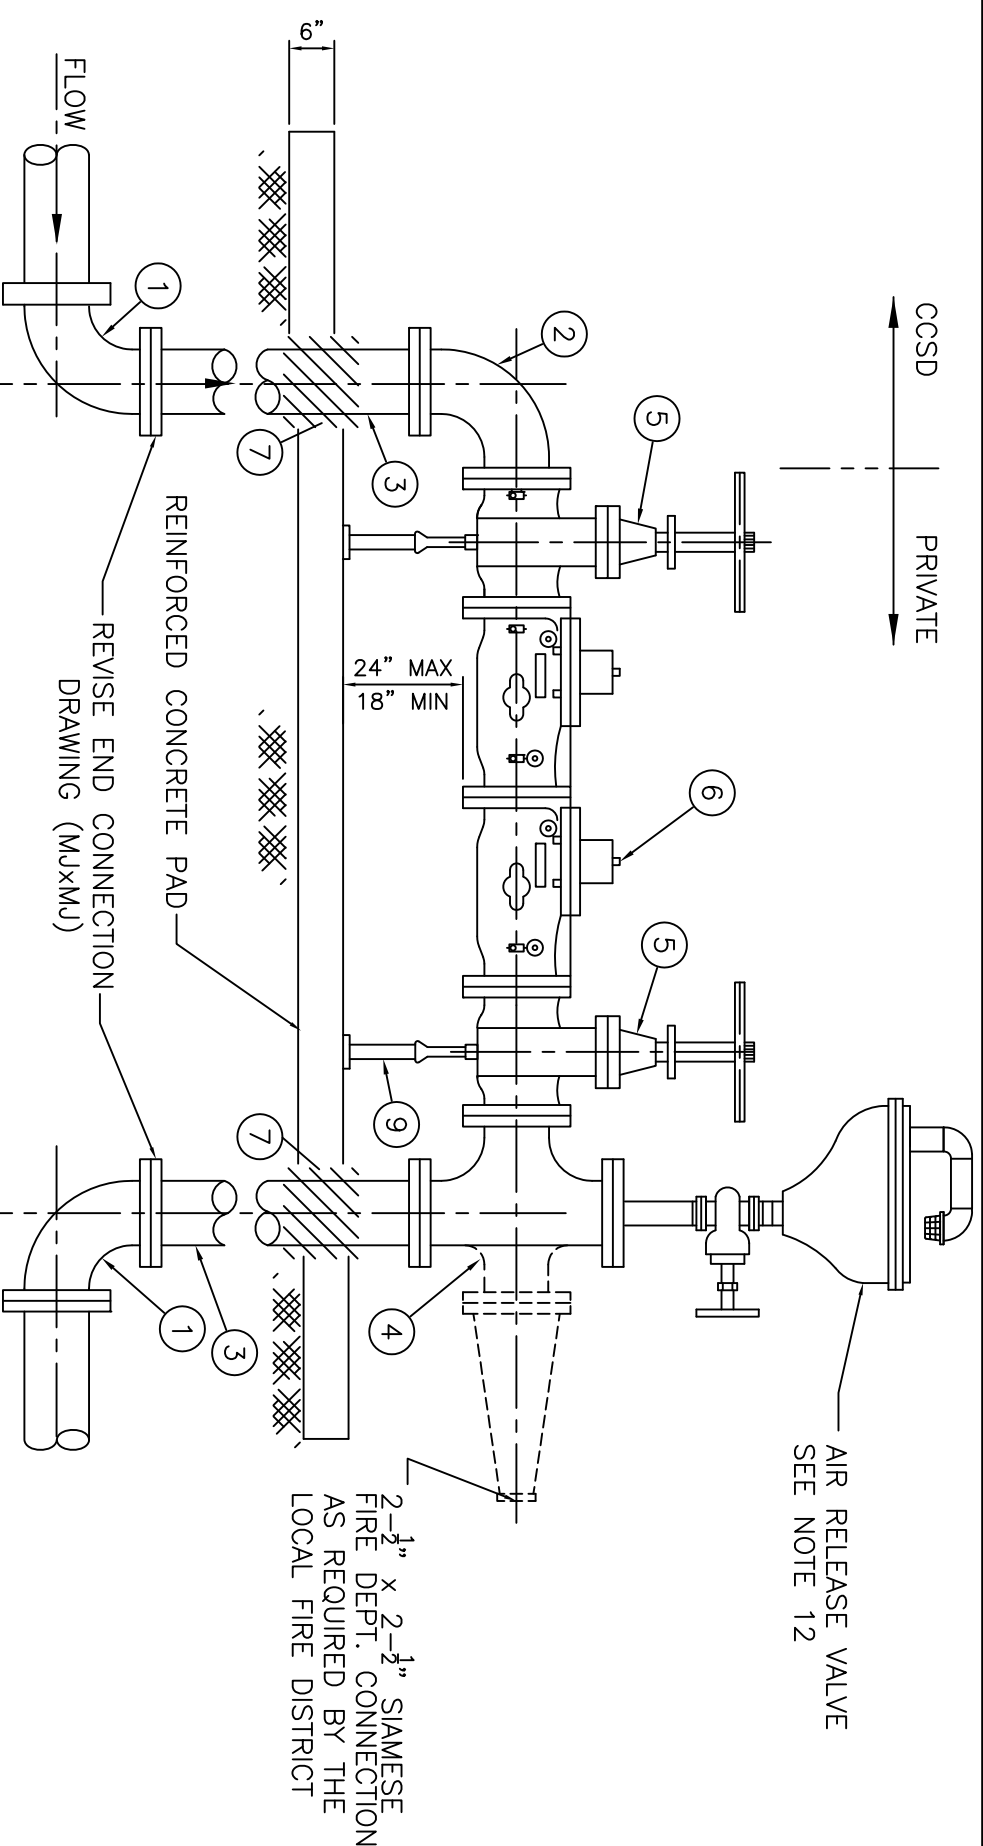 CCSD
PRIVATE
AIR RELEASE VALVE
SEE NOTE 12
5
5
6
2
24" MAX
18" MIN
3
9
4
7
7
6"
2-½" x 2-½" SIAMESE
FIRE DEPT. CONNECTION
AS REQUIRED BY THE
LOCAL FIRE DISTRICT
REINFORCED CONCRETE PAD
1
3
1
REVISE END CONNECTION
DRAWING (MJxMJ)
FLOW